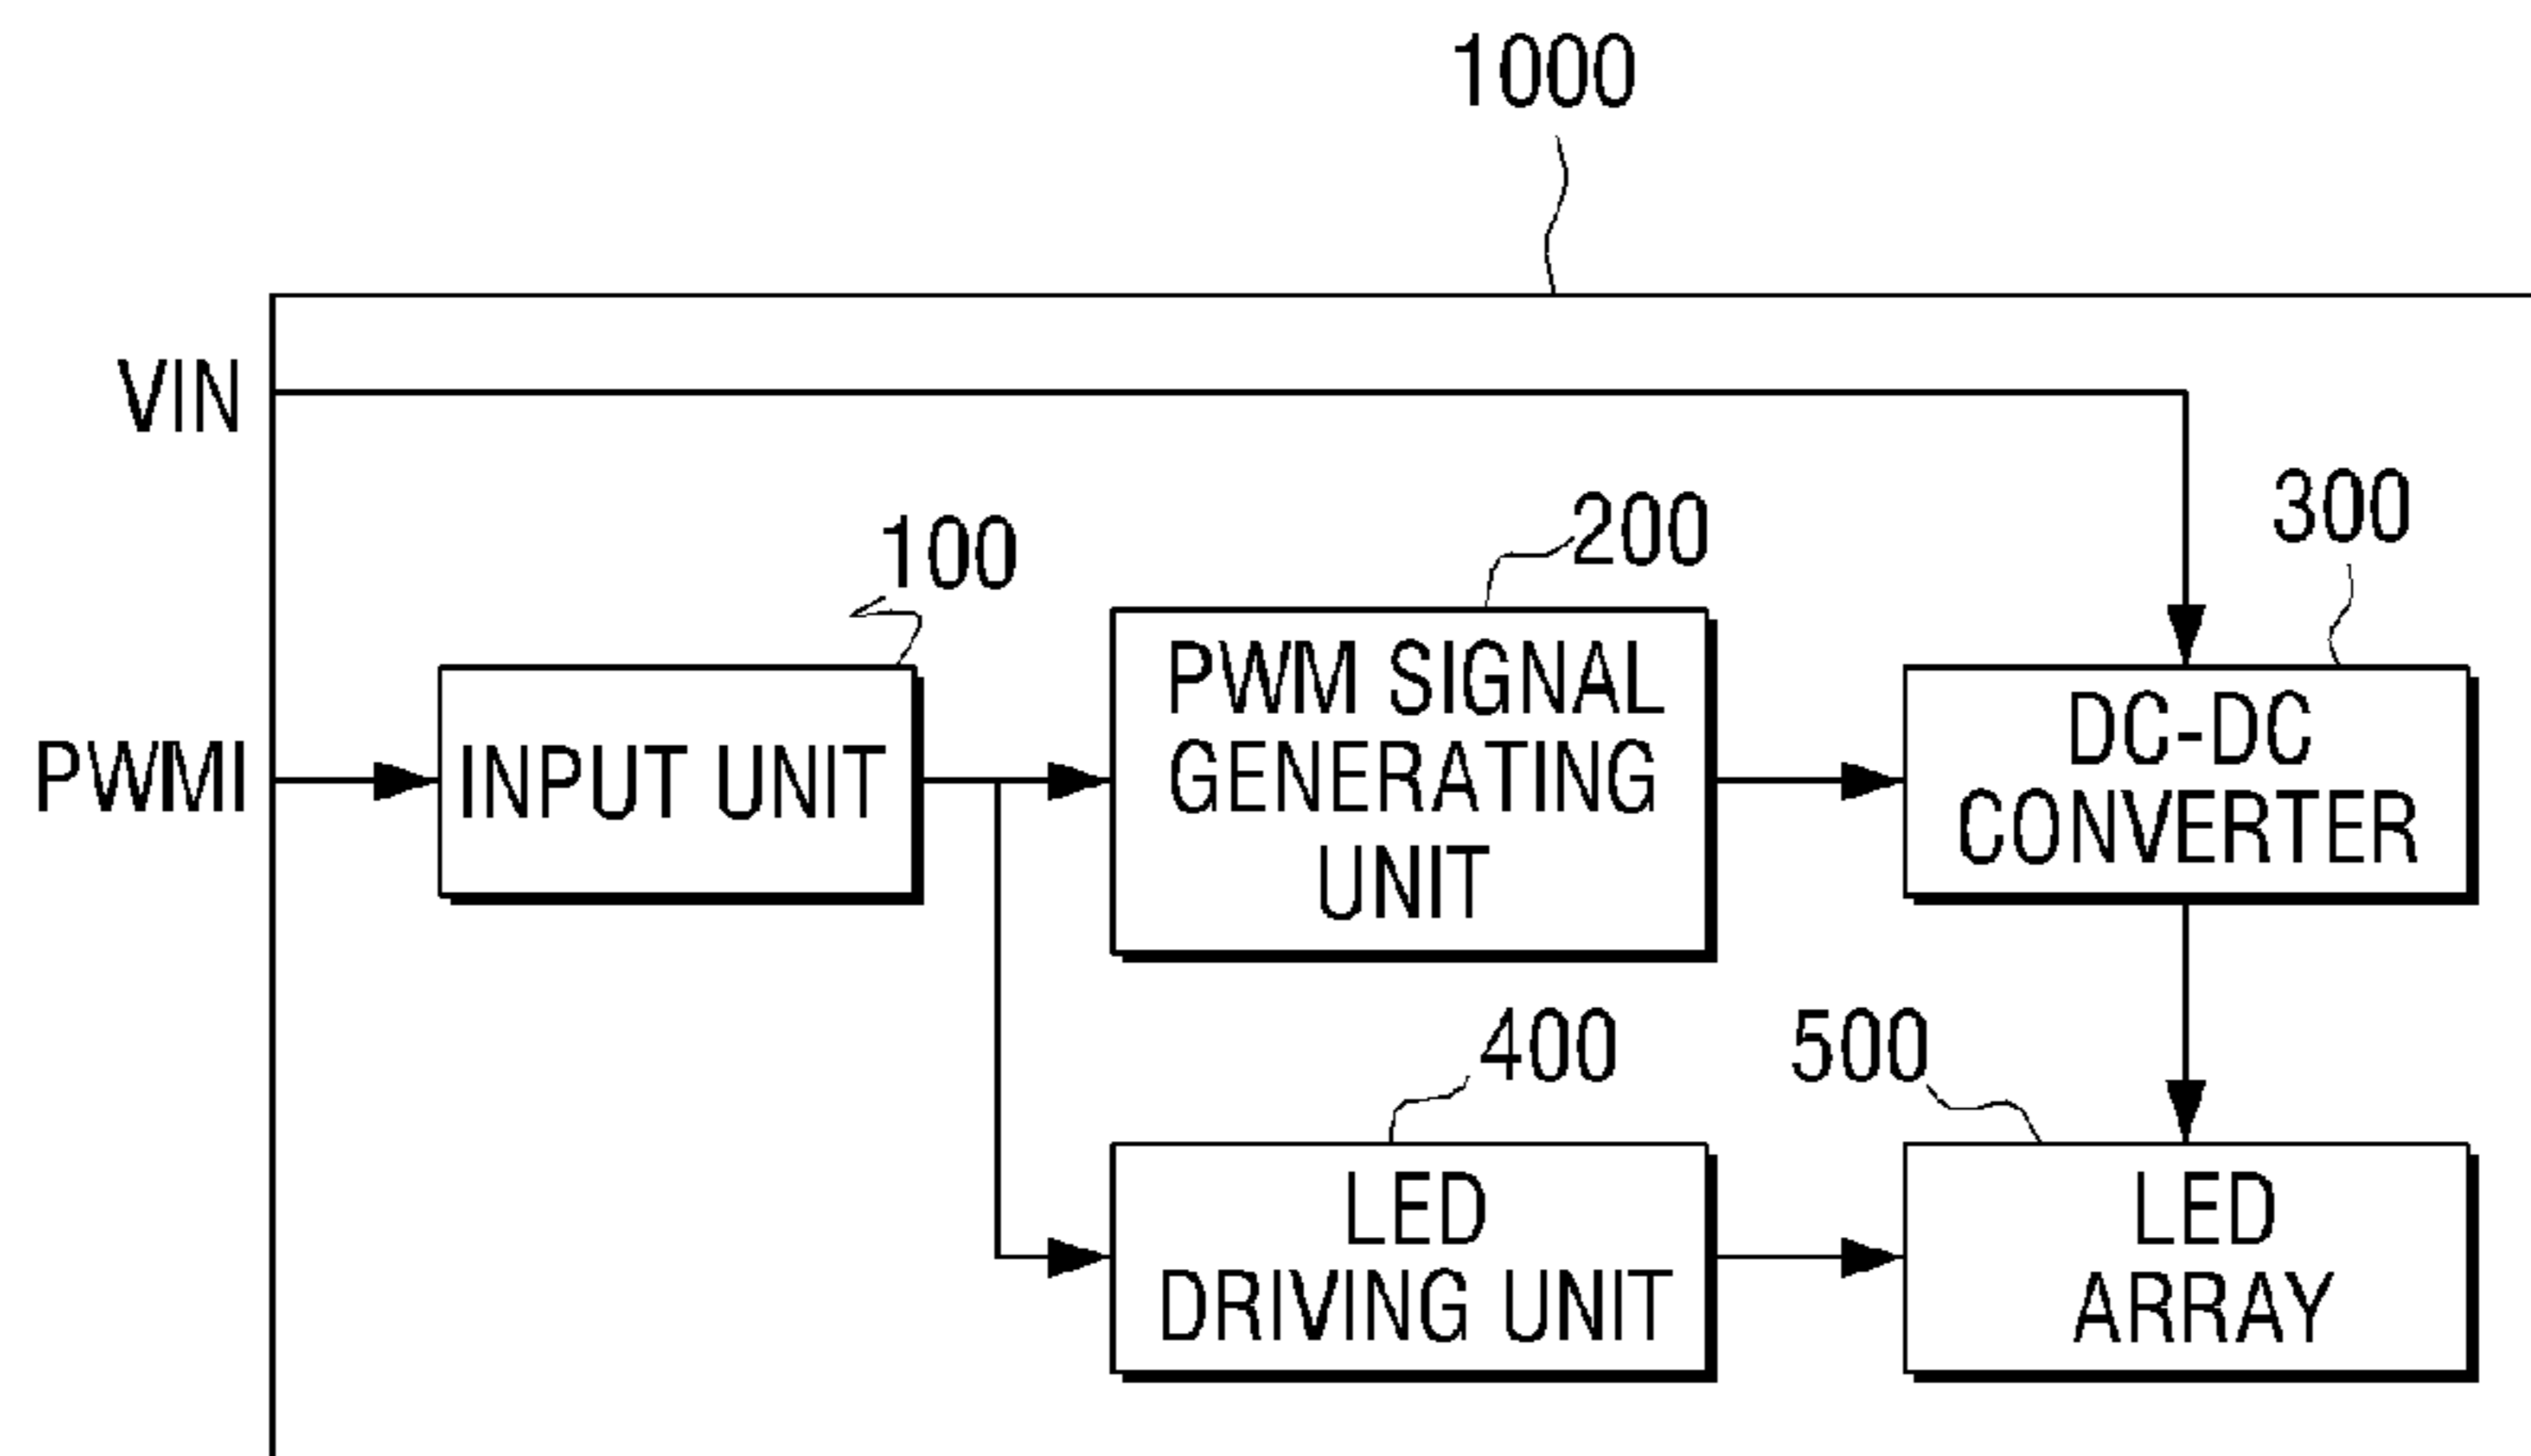 1000
VIN
300
200
100
PWM SIGNAL
GENERATING
UNIT
DC-DC
CONVERTER
PWMI
INPUT UNIT
400
500
LED
DRIVING UNIT
LED
ARRAY